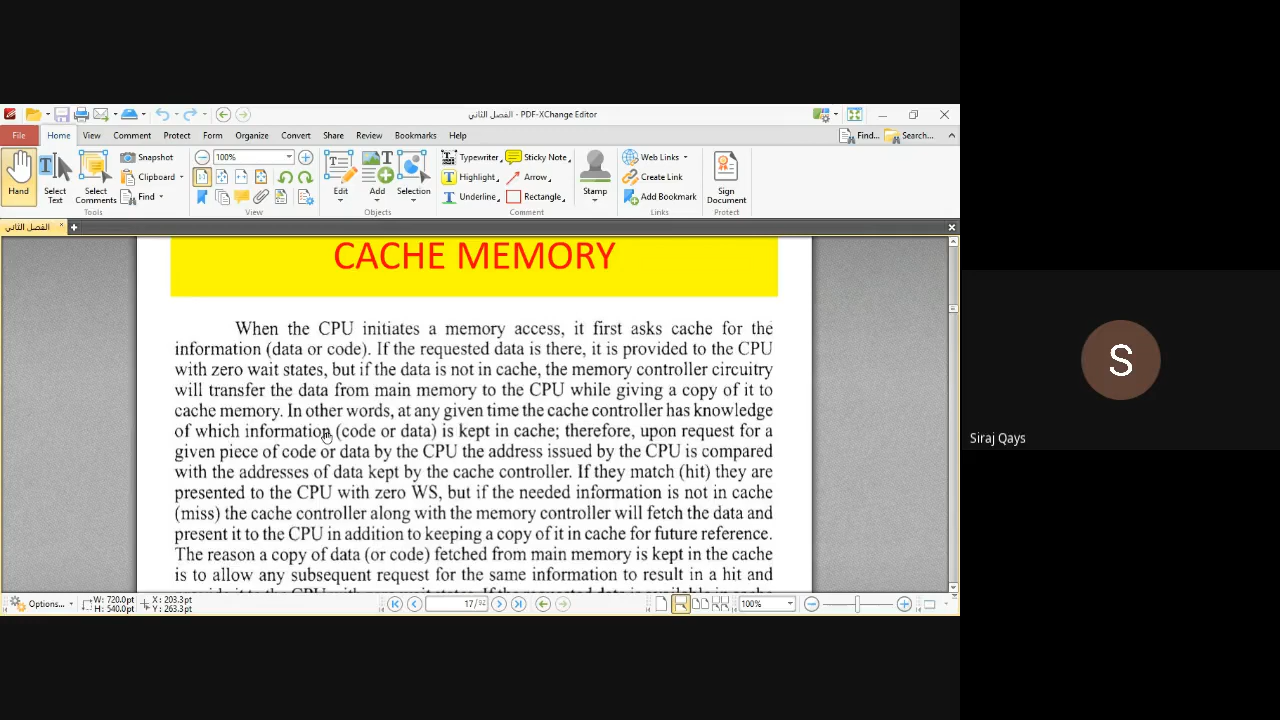 الفصل الثاني - PDF-XChange Editor
File Home View Comment Protect Form Organize Convert Share Review Bookmarks Help Find... Search...
Hand
Select Text
Select Comments
Snapshot
Clipboard
Find
Tools
100%
View
Edit
Add
Selection
Objects
Typewriter
Highlight
Underline
Sticky Note
Arrow
Rectangle
Stamp
Comment
Web Links
Create Link
Add Bookmark
Links
Sign Document
Protect
الفصل الثاني
CACHE MEMORY
When the CPU initiates a memory access, it first asks cache for the
information (data or code). If the requested data is there, it is provided to the CPU
with zero wait states, but if the data is not in cache, the memory controller circuitry
will transfer the data from main memory to the CPU while giving a copy of it to
cache memory. In other words, at any given time the cache controller has knowledge
of which information (code or data) is kept in cache; therefore, upon request for a
given piece of code or data by the CPU the address issued by the CPU is compared
with the addresses of data kept by the cache controller. If they match (hit) they are
presented to the CPU with zero WS, but if the needed information is not in cache
(miss) the cache controller along with the memory controller will fetch the data and
present it to the CPU in addition to keeping a copy of it in cache for future reference.
The reason a copy of data (or code) fetched from main memory is kept in the cache
is to allow any subsequent request for the same information to result in a hit and
Options...
W: 720.0pt
H: 540.0pt
X: 203.3pt
Y: 263.3pt
17/92
100%
S
Siraj Qays